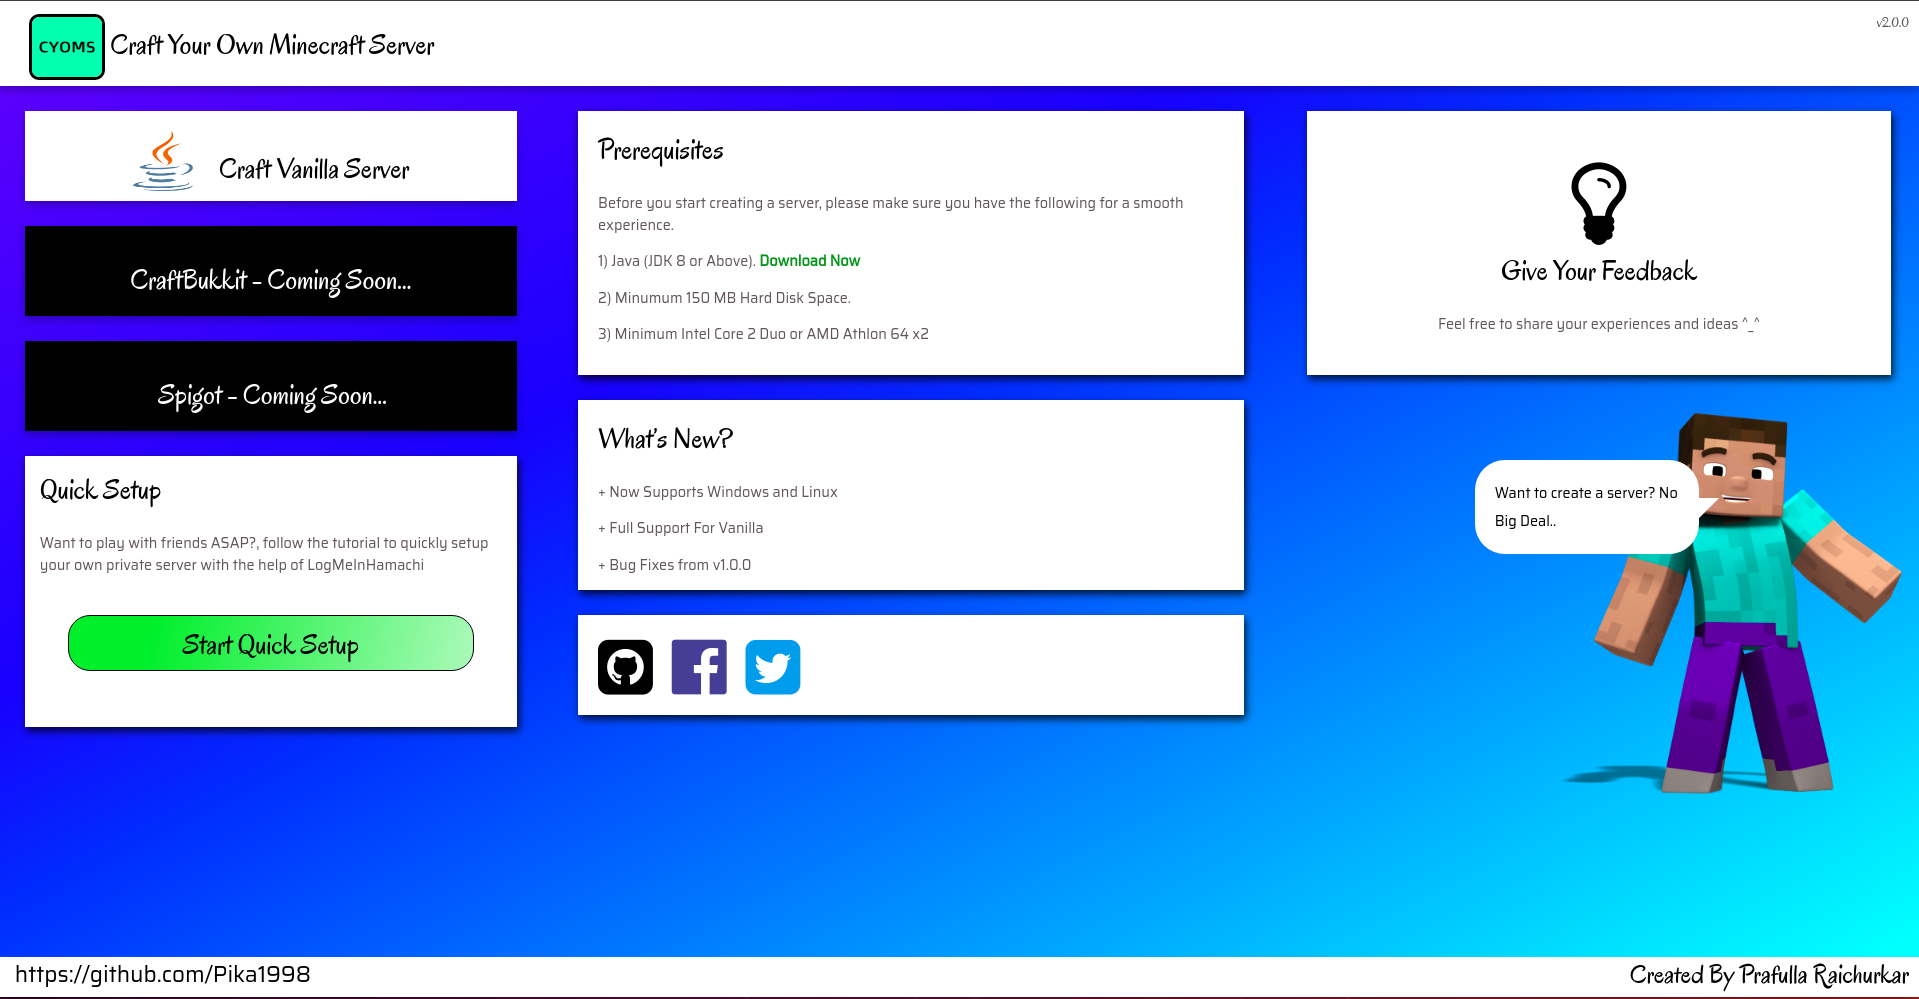 CYOMS
Craft Your Own Minecraft Server
v2.0.0
Craft Vanilla Server
CraftBukkit - Coming Soon...
Spigot - Coming Soon...
Quick Setup
Want to play with friends ASAP?, follow the tutorial to quickly setup
your own private server with the help of LogMeInHamachi
Start Quick Setup
Prerequisites
Before you start creating a server, please make sure you have the following for a smooth
experience.
1) Java (JDK 8 or Above). Download Now
2) Minumum 150 MB Hard Disk Space.
3) Minimum Intel Core 2 Duo or AMD Athlon 64 x2
What's New?
+ Now Supports Windows and Linux
+ Full Support For Vanilla
+ Bug Fixes from v1.0.0
Give Your Feedback
Feel free to share your experiences and ideas ^_^
Want to create a server? No
Big Deal..
https://github.com/Pika1998
Created By Prafulla Raichurkar